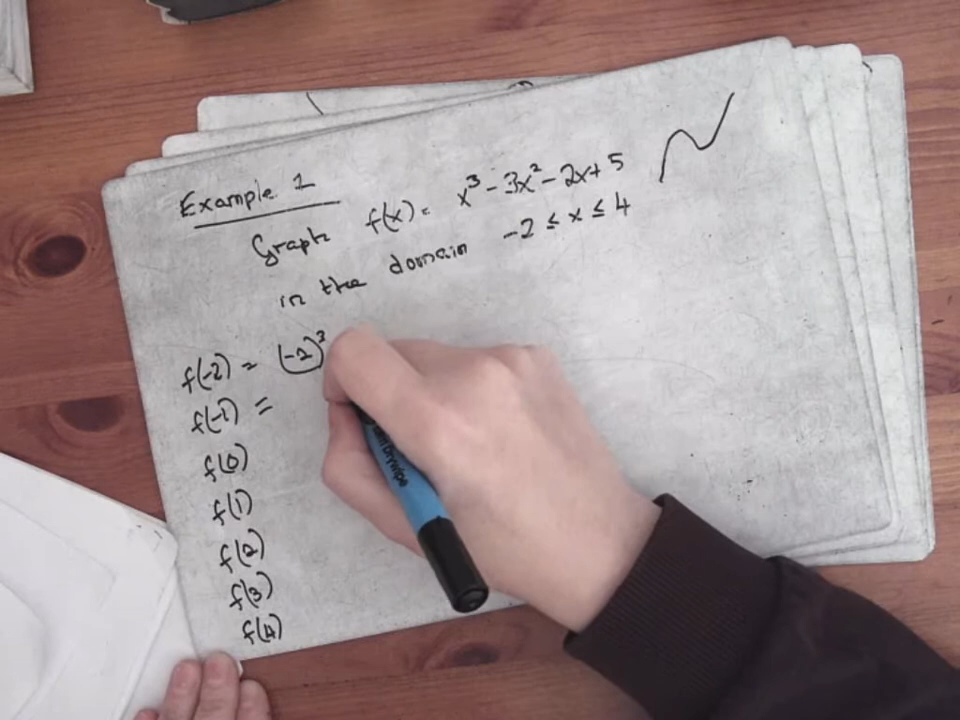 Example 1
Graph f(x) = x³ - 3x² - 2x + 5
in the domain -2 ≤ x ≤ 4
f(-2) = (-2)³
f(-1) =
f(0)
f(1)
f(2)
f(3)
f(4)
drywipe